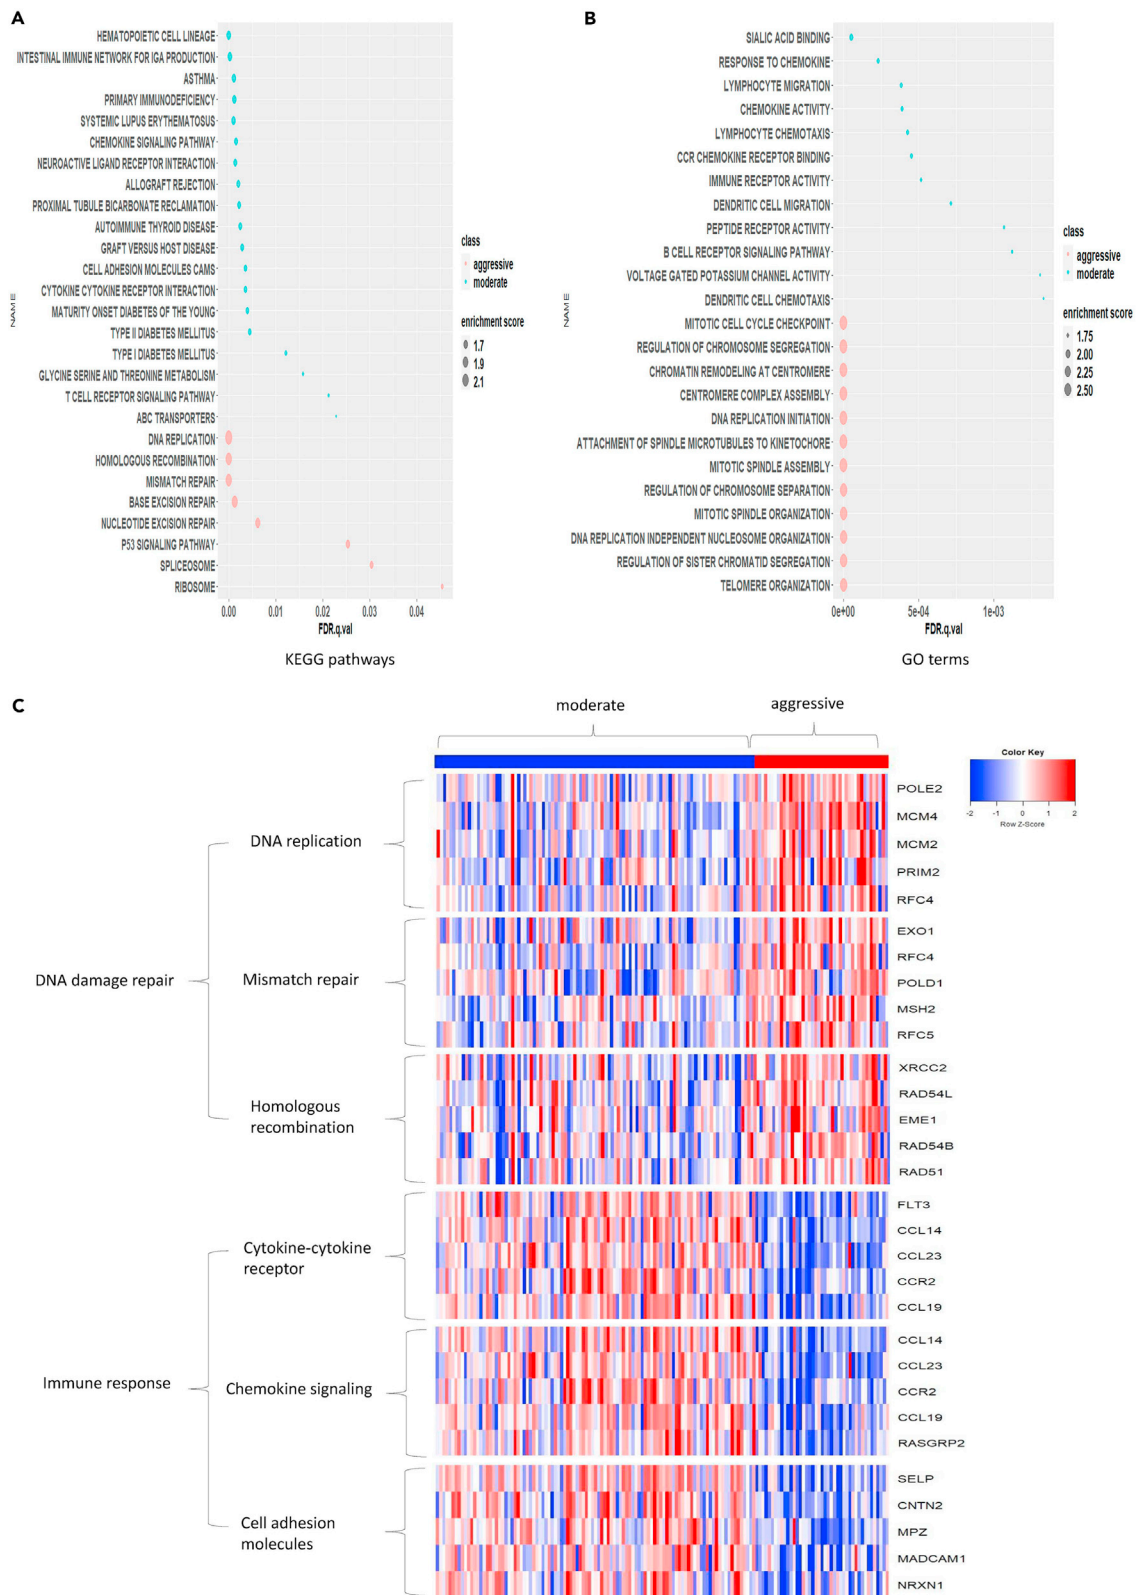 A
HEMATOPOIETIC CELL LINEAGE
INTESTINAL IMMUNE NETWORK FOR IGA PRODUCTION
ASTHMA
PRIMARY IMMUNODEFICIENCY
SYSTEMIC LUPUS ERYTHEMATOSUS
CHEMOKINE SIGNALING PATHWAY
NEUROACTIVE LIGAND RECEPTOR INTERACTION
ALLOGRAFT REJECTION
PROXIMAL TUBULE BICARBONATE RECLAMATION
AUTOIMMUNE THYROID DISEASE
GRAFT VERSUS HOST DISEASE
CELL ADHESION MOLECULES CAMS
CYTOKINE CYTOKINE RECEPTOR INTERACTION
MATURITY ONSET DIABETES OF THE YOUNG
TYPE II DIABETES MELLITUS
TYPE I DIABETES MELLITUS
GLYCINE SERINE AND THREONINE METABOLISM
T CELL RECEPTOR SIGNALING PATHWAY
ABC TRANSPORTERS
DNA REPLICATION
HOMOLOGOUS RECOMBINATION
MISMATCH REPAIR
BASE EXCISION REPAIR
NUCLEOTIDE EXCISION REPAIR
P53 SIGNALING PATHWAY
SPLICEOSOME
RIBOSOME
NAME
0.00 0.01 0.02 0.03 0.04
FDR.q.val
KEGG pathways
class
aggressive
moderate
enrichment score
1.7
1.9
2.1
B
SIALIC ACID BINDING
RESPONSE TO CHEMOKINE
LYMPHOCYTE MIGRATION
CHEMOKINE ACTIVITY
LYMPHOCYTE CHEMOTAXIS
CCR CHEMOKINE RECEPTOR BINDING
IMMUNE RECEPTOR ACTIVITY
DENDRITIC CELL MIGRATION
PEPTIDE RECEPTOR ACTIVITY
B CELL RECEPTOR SIGNALING PATHWAY
VOLTAGE GATED POTASSIUM CHANNEL ACTIVITY
DENDRITIC CELL CHEMOTAXIS
MITOTIC CELL CYCLE CHECKPOINT
REGULATION OF CHROMOSOME SEGREGATION
CHROMATIN REMODELING AT CENTROMERE
CENTROMERE COMPLEX ASSEMBLY
DNA REPLICATION INITIATION
ATTACHMENT OF SPINDLE MICROTUBULES TO KINETOCHORE
MITOTIC SPINDLE ASSEMBLY
REGULATION OF CHROMOSOME SEPARATION
MITOTIC SPINDLE ORGANIZATION
DNA REPLICATION INDEPENDENT NUCLEOSOME ORGANIZATION
REGULATION OF SISTER CHROMATID SEGREGATION
TELOMERE ORGANIZATION
NAME
0e+00 5e-04 1e-03
FDR.q.val
GO terms
class
aggressive
moderate
enrichment score
1.75
2.00
2.25
2.50
C
moderate
aggressive
Color Key
-2 -1 0 1 2
Row Z-Score
DNA damage repair
DNA replication
POLE2
MCM4
MCM2
PRIM2
RFC4
Mismatch repair
EXO1
RFC4
POLD1
MSH2
RFC5
Homologous
recombination
XRCC2
RAD54L
EME1
RAD54B
RAD51
Immune response
Cytokine-cytokine
receptor
FLT3
CCL14
CCL23
CCR2
CCL19
Chemokine signaling
CCL14
CCL23
CCR2
CCL19
RASGRP2
Cell adhesion
molecules
SELP
CNTN2
MPZ
MADCAM1
NRXN1